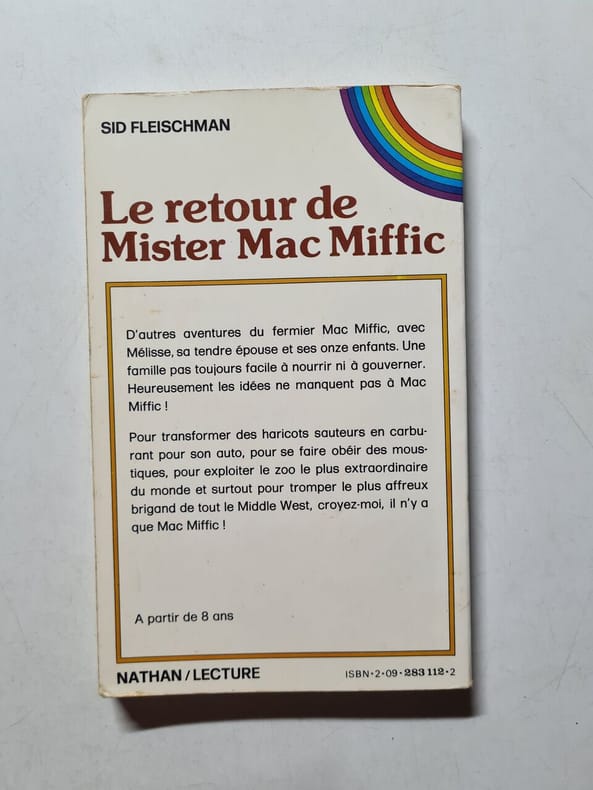 SID FLEISCHMAN
Le retour de
Mister Mac Miffic
D'autres aventures du fermier Mac Miffic, avec
Mélisse, sa tendre épouse et ses onze enfants. Une
famille pas toujours facile à nourrir ni à gouverner.
Heureusement les idées ne manquent pas à Mac
Miffic !
Pour transformer des haricots sauteurs en carbu-
rant pour son auto, pour se faire obéir des mous-
tiques, pour exploiter le zoo le plus extraordinaire
du monde et surtout pour tromper le plus affreux
brigand de tout le Middle West, croyez-moi, il n'y a
que Mac Miffic !
A partir de 8 ans
NATHAN / LECTURE
ISBN·2·09·283 112·2